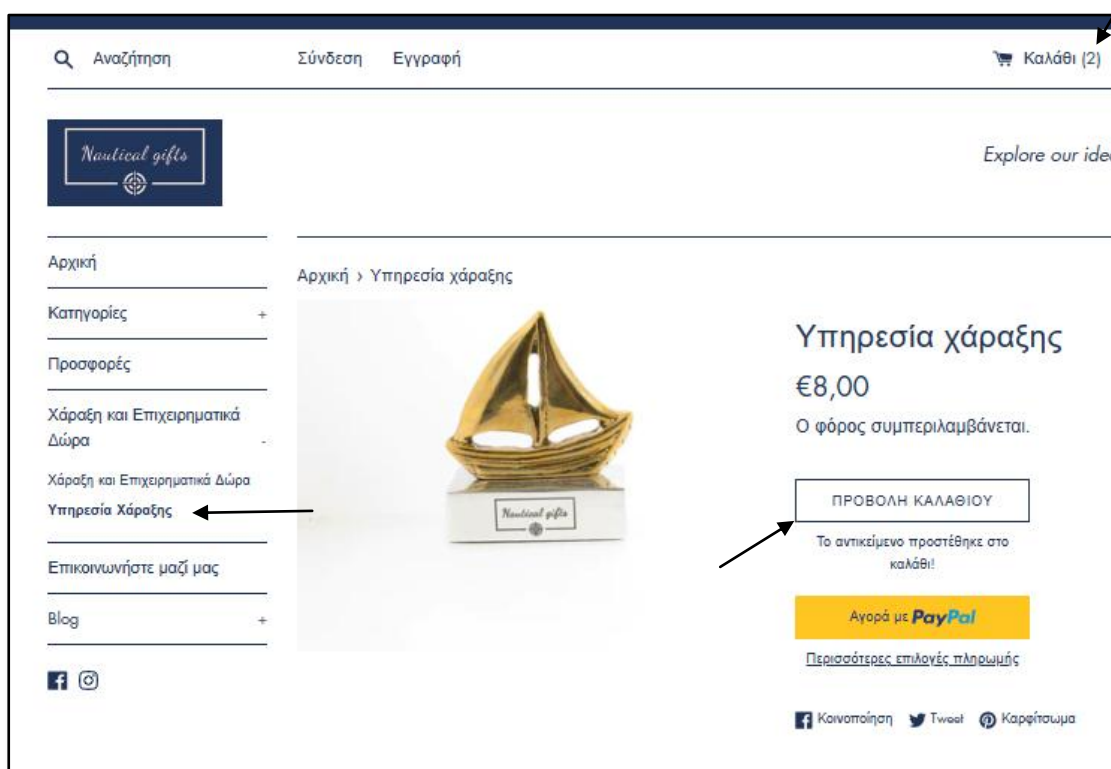 Αναζήτηση
Σύνδεση Εγγραφή
Καλάθι (2)
Nautical gifts
Explore our
Αρχική
Κατηγορίες +
Προσφορές
Χάραξη και Επιχειρηματικά
Δώρα -
Χάραξη και Επιχειρηματικά Δώρα
Υπηρεσία Χάραξης
Επικοινωνήστε μαζί μας
Blog +
Αρχική › Υπηρεσία χάραξης
Nautical gifts
Υπηρεσία χάραξης
€8,00
Ο φόρος συμπεριλαμβάνεται.
ΠΡΟΒΟΛΗ ΚΑΛΑΘΙΟΥ
Το αντικείμενο προστέθηκε στο
καλάθι!
Αγορά με PayPal
Περισσότερες επιλογές πληρωμής
Κοινοποίηση Tweet Καρφίτσωμα